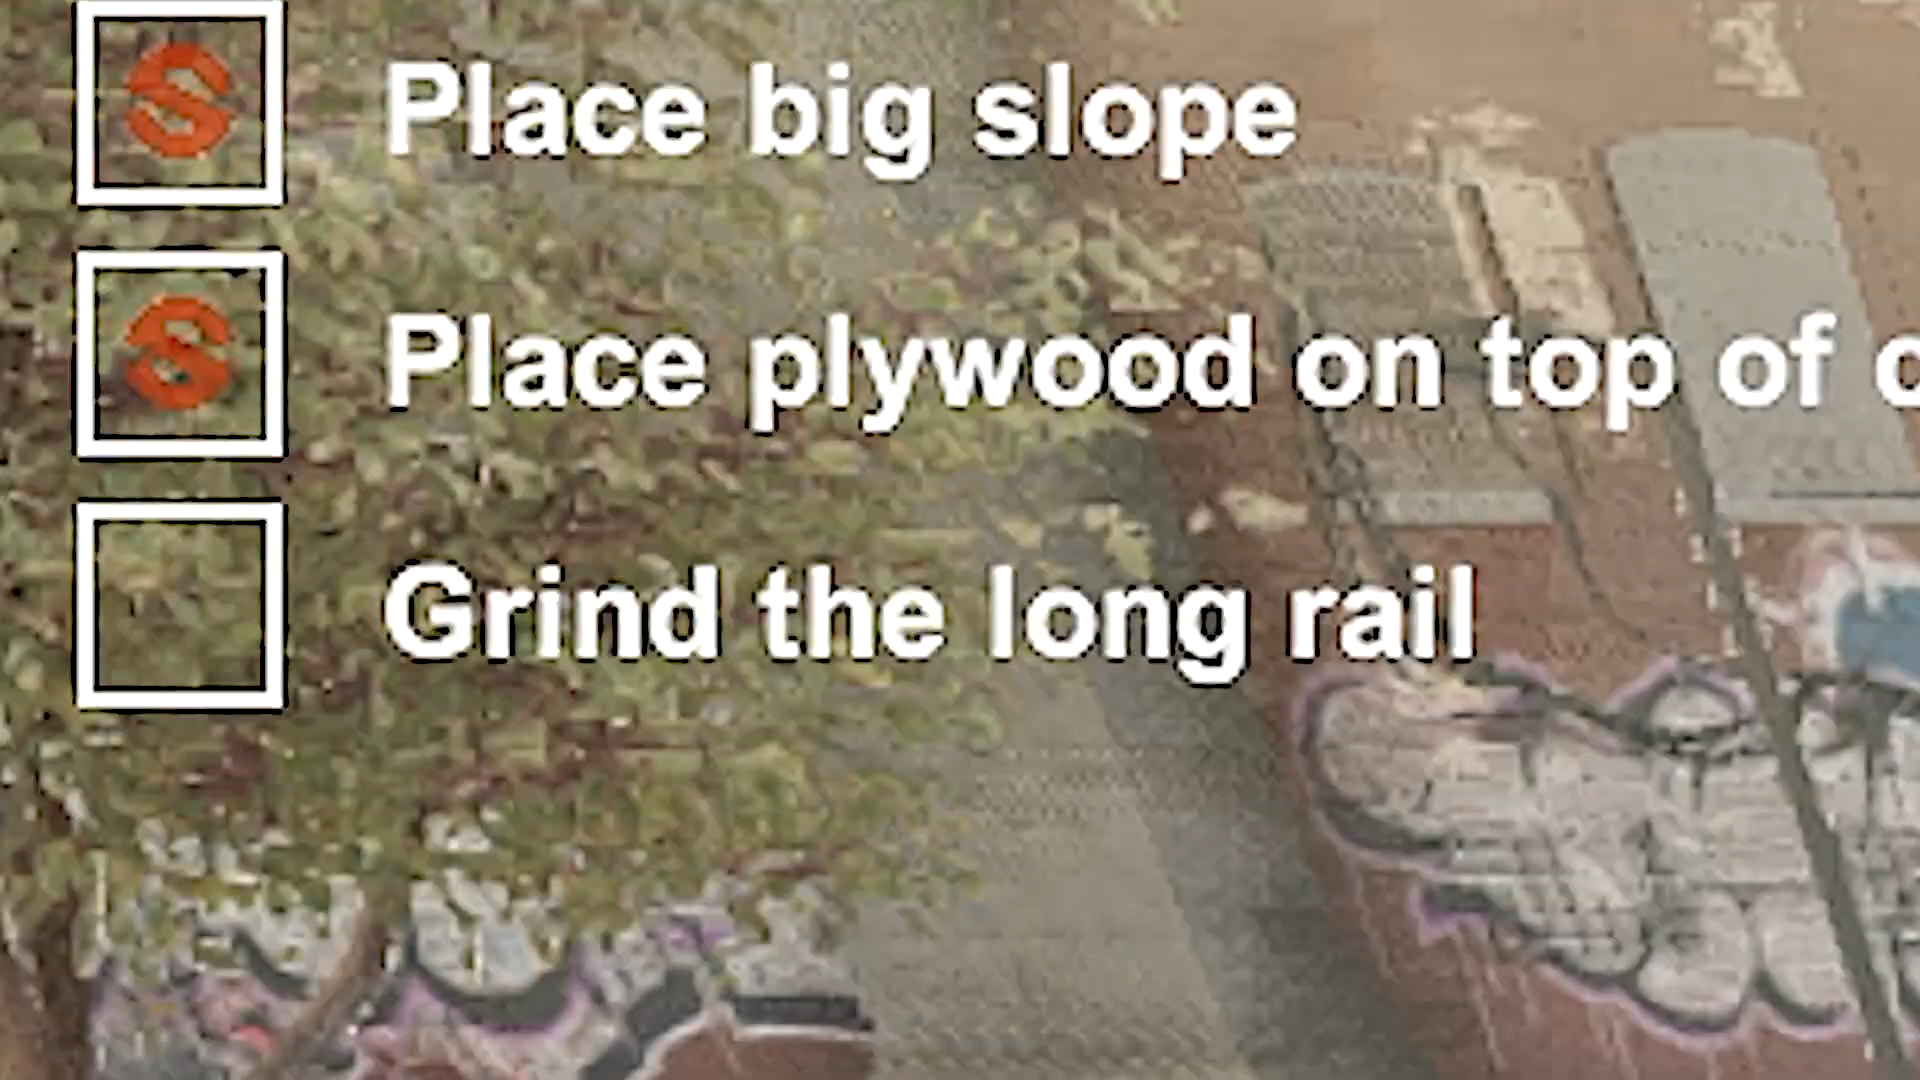 S Place big slope
S Place plywood on top of
Grind the long rail